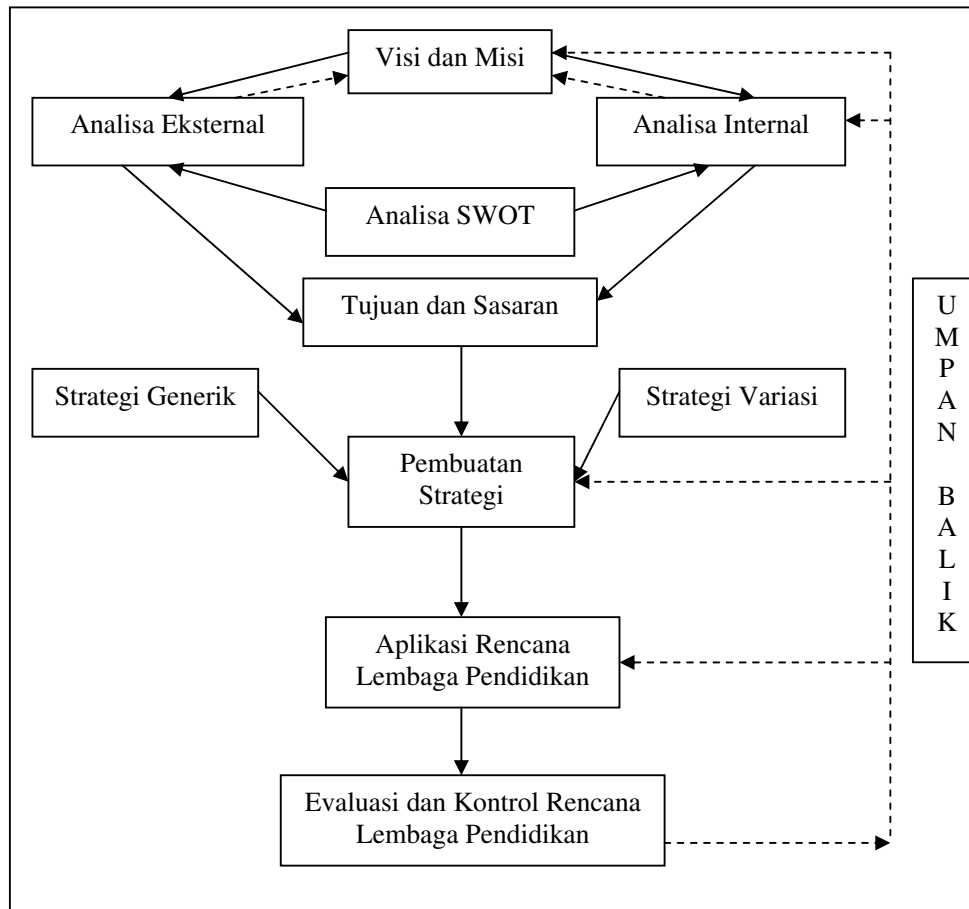 Visi dan Misi
Analisa Eksternal
Analisa Internal
Analisa SWOT
Tujuan dan Sasaran
Strategi Generik
Strategi Variasi
Pembuatan
Strategi
Aplikasi Rencana
Lembaga Pendidikan
Evaluasi dan Kontrol Rencana
Lembaga Pendidikan
U
M
P
A
N
B
A
L
I
K